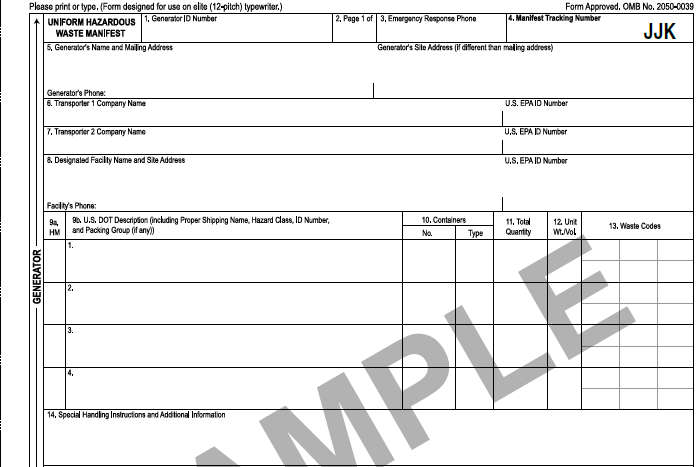 Please print or type. (Form designed for use on elite (12-pitch) typewriter.) Form Approved. OMB No. 2050-0039
UNIFORM HAZARDOUS WASTE MANIFEST
1. Generator ID Number
2. Page 1 of
3. Emergency Response Phone
4. Manifest Tracking Number
JJK
5. Generator's Name and Mailing Address
Generator's Site Address (if different than mailing address)
Generator's Phone:
6. Transporter 1 Company Name
U.S. EPA ID Number
7. Transporter 2 Company Name
U.S. EPA ID Number
8. Designated Facility Name and Site Address
U.S. EPA ID Number
Facility's Phone:
9a. HM
9b. U.S. DOT Description (including Proper Shipping Name, Hazard Class, ID Number,
and Packing Group (if any))
10. Containers
No.
Type
11. Total Quantity
12. Unit Wt./Vol.
13. Waste Codes
1.
2.
3.
4.
GENERATOR
14. Special Handling Instructions and Additional Information
AMPLE